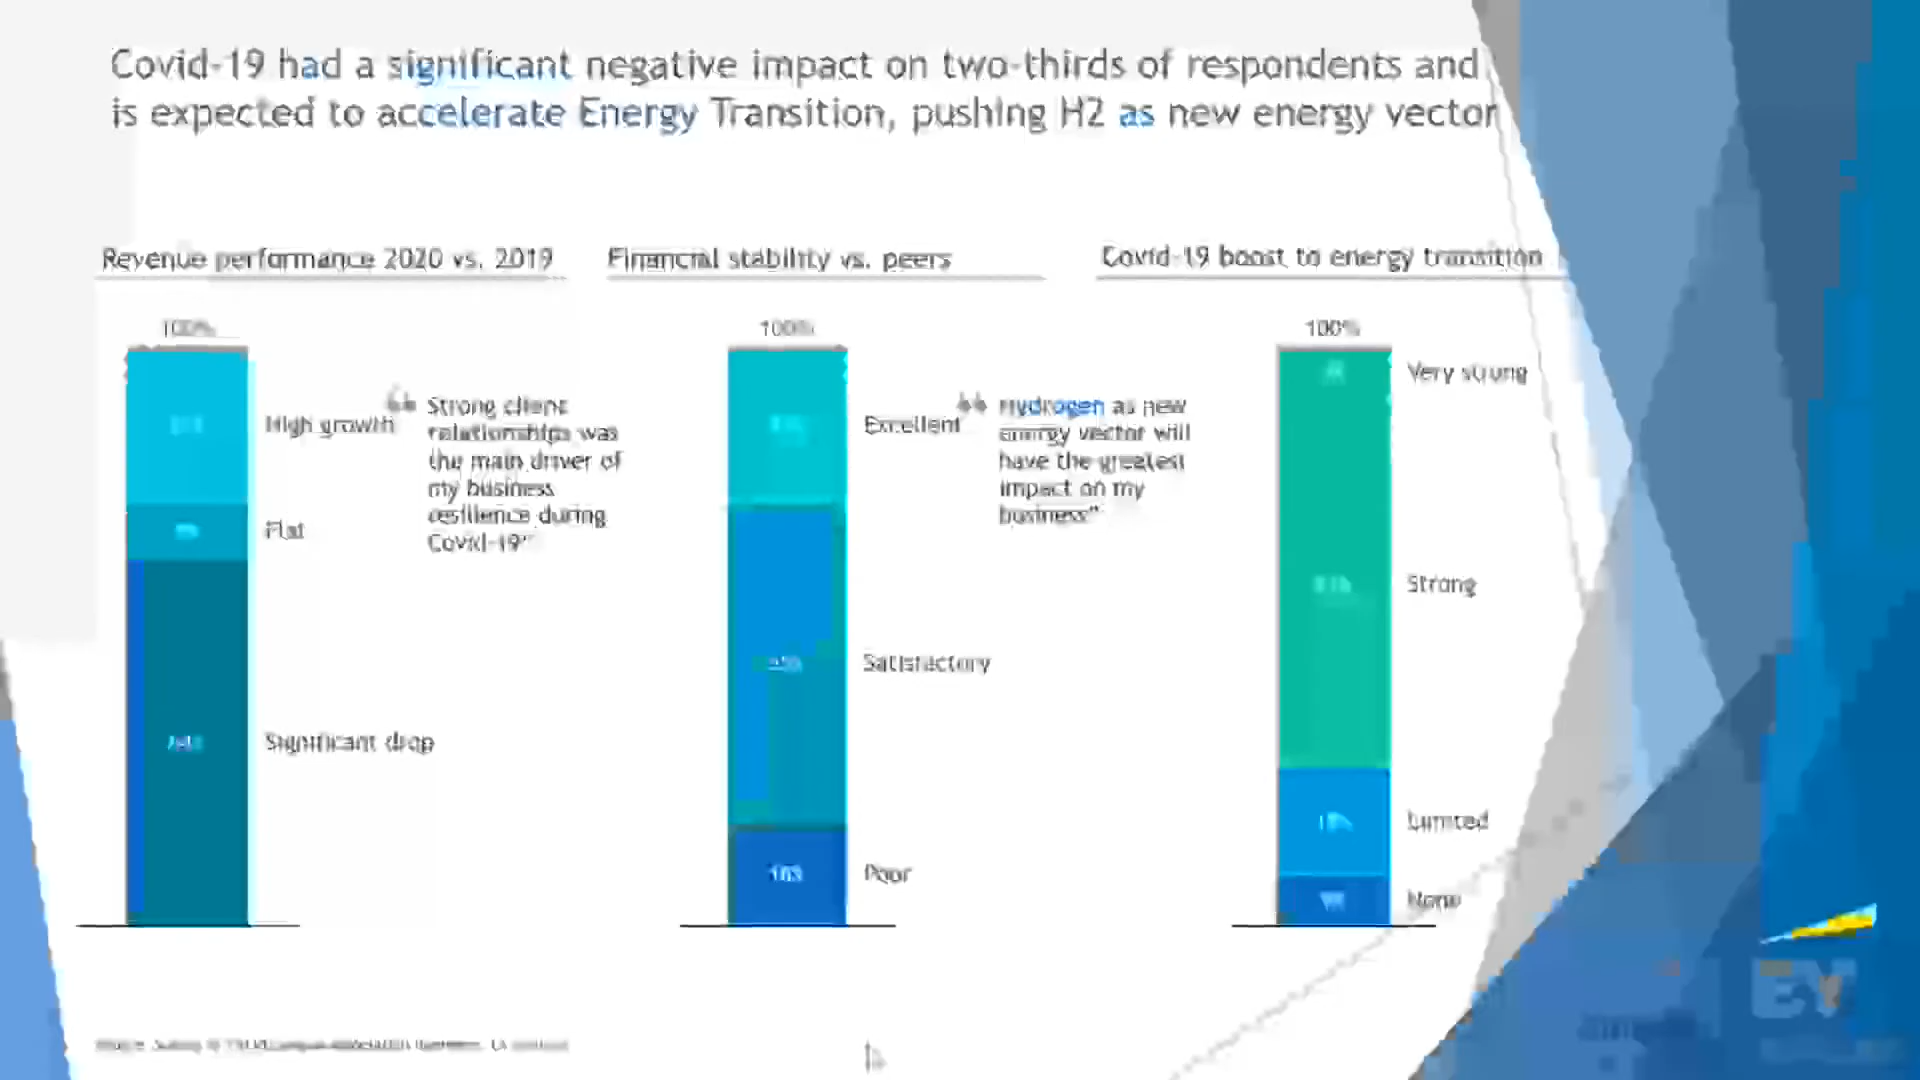 Covid-19 had a significant negative impact on two-thirds of respondents and
is expected to accelerate Energy Transition, pushing H2 as new energy vector
Revenue performance 2020 vs. 2019
100%
High growth
Flat
Significant drop
“ Strong client
relationships was
the main driver of
my business
resilience during
Covid-19”
Financial stability vs. peers
100%
Excellent
Satisfactory
Poor
“ Hydrogen as new
energy vector will
have the greatest
impact on my
business”
Covid-19 boost to energy transition
100%
Very strong
Strong
Limited
None
EY